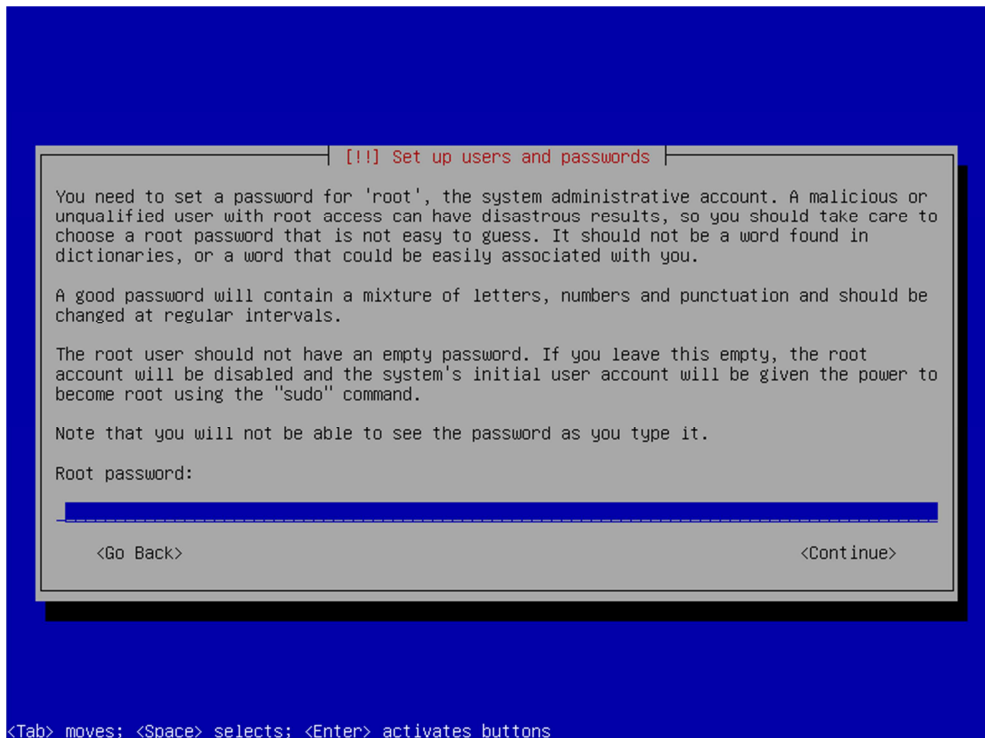 [!!] Set up users and passwords
You need to set a password for 'root', the system administrative account. A malicious or
unqualified user with root access can have disastrous results, so you should take care to
choose a root password that is not easy to guess. It should not be a word found in
dictionaries, or a word that could be easily associated with you.
A good password will contain a mixture of letters, numbers and punctuation and should be
changed at regular intervals.
The root user should not have an empty password. If you leave this empty, the root
account will be disabled and the system's initial user account will be given the power to
become root using the "sudo" command.
Note that you will not be able to see the password as you type it.
Root password:
<Go Back> <Continue>
<Tab> moves; <Space> selects; <Enter> activates buttons